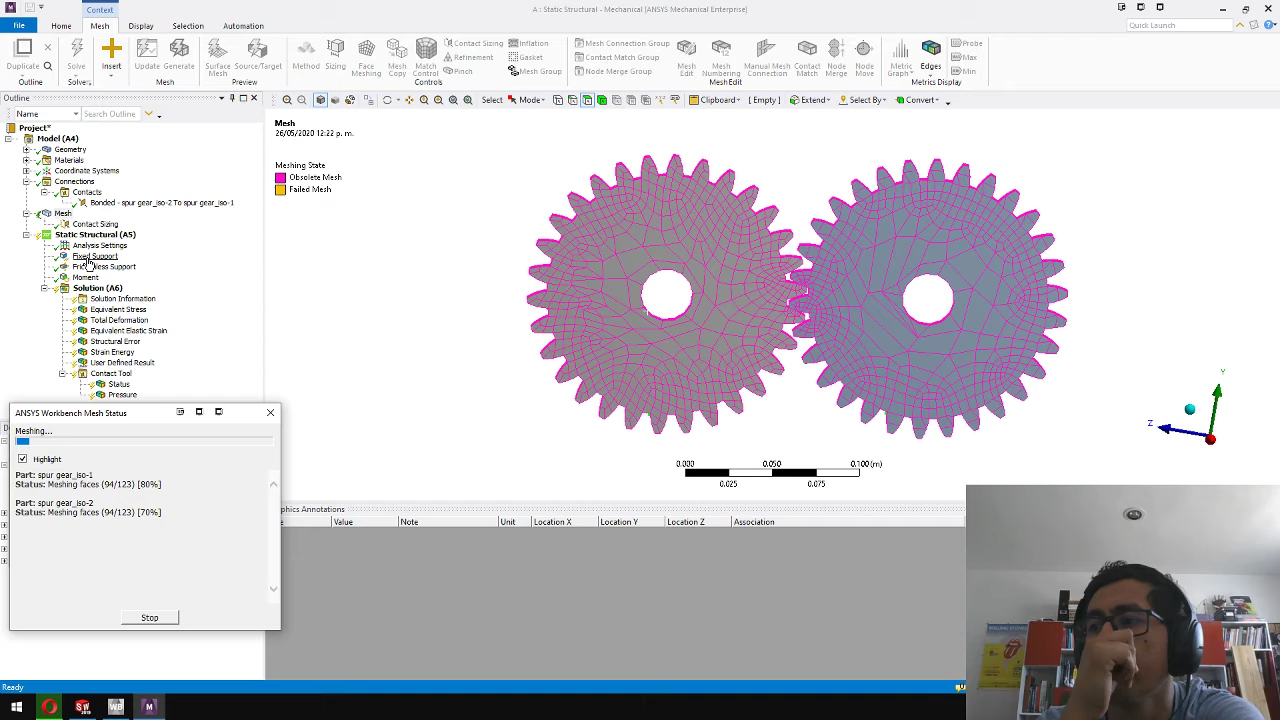 Context
A : Static Structural - Mechanical [ANSYS Mechanical Enterprise]
File
Home
Mesh
Display
Selection
Automation
Quick Launch
Duplicate
Solve
Insert
Update
Generate
Surface Mesh
Source/Target
Method
Sizing
Face Meshing
Mesh Copy
Match Control
Contact Sizing
Refinement
Pinch
Inflation
Gasket
Mesh Group
Mesh Connection Group
Contact Match Group
Node Merge Group
Mesh Edit
Mesh Numbering
Manual Mesh Connection
Contact Match
Node Merge
Node Move
Metric Graph
Edges
Probe
Max
Min
Outline
Solver
Mesh
Preview
Controls
MeshEdit
Display
Outline
Name
Search Outline
Select
Mode
Clipboard
[ Empty ]
Extend
Select By
Convert
Project*
Model (A4)
Geometry
Materials
Coordinate Systems
Connections
Contacts
Bonded - spur gear_iso-2 To spur gear_iso-1
Mesh
Contact Sizing
Static Structural (A5)
Analysis Settings
Fixed Support
Moment
Solution (A6)
Solution Information
Equivalent Stress
Total Deformation
Equivalent Elastic Strain
Structural Error
Strain Energy
User Defined Result
Contact Tool
Status
Pressure
Mesh
26/05/2020 12:22 p. m.
Meshing State
Obsolete Mesh
Failed Mesh
0.000
0.050
0.100 (m)
0.025
0.075
Y
Z
ANSYS Workbench Mesh Status
Meshing...
Highlight
Part: spur gear_iso-1
Status: Meshing faces (94/123) [80%]
Part: spur gear_iso-2
Status: Meshing faces (94/123) [70%]
Stop
phics Annotations
Value
Note
Unit
Location X
Location Y
Location Z
Association
Ready
SW
WB
M
ROLLING STONES